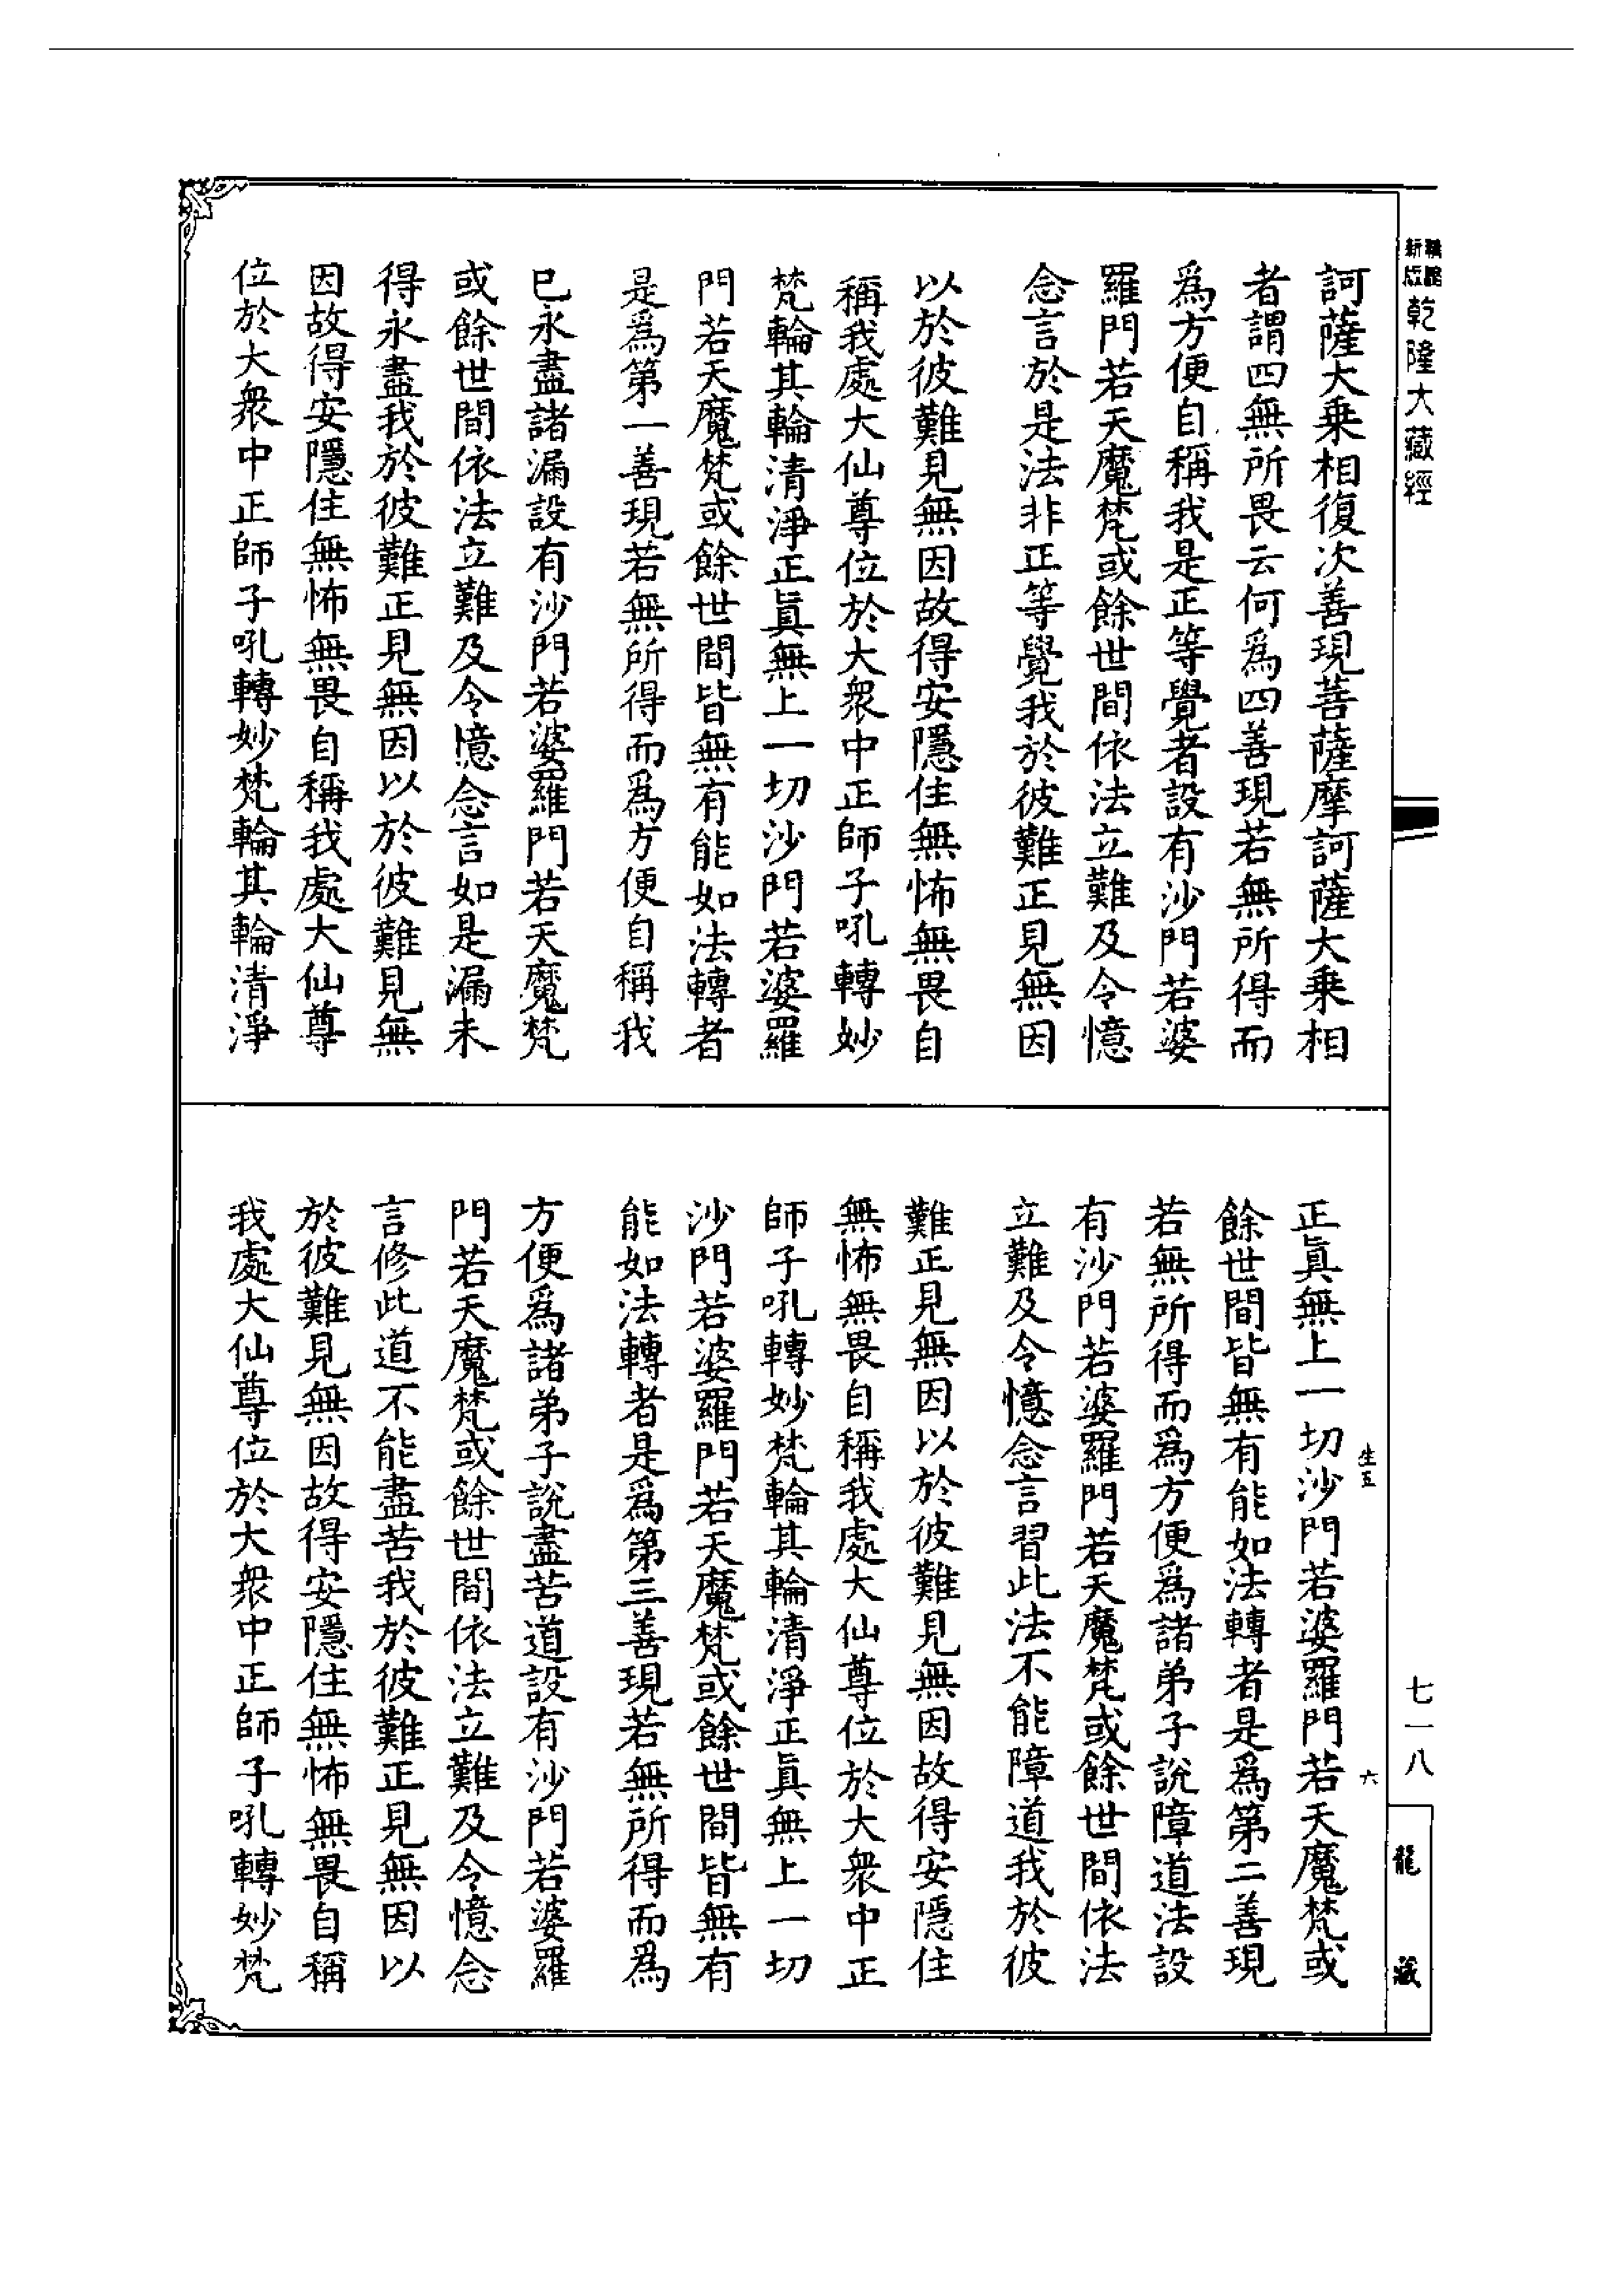 乾隆大藏經
訶薩大乘相復次善現菩薩摩訶薩大乘相
者謂四無所畏云何爲四善現若無所得而
爲方便自稱我是正等覺者設有沙門若婆
羅門若天魔梵或餘世間依法立難及令憶
念言於是法非正等覺我於彼難正見無因
以於彼難見無因故得安隱住無怖無畏自
稱我處大仙尊位於大衆中正師子吼轉妙
梵輪其輪清淨正眞無上一切沙門若婆羅
門若天魔梵或餘世間皆無有能如法轉者
是爲第一善現若無所得而爲方便自稱我
已永盡諸漏設有沙門若婆羅門若天魔梵
或餘世間依法立難及令憶念言如是漏未
得永盡我於彼難正見無因以於彼難見無
因故得安隱住無怖無畏自稱我處大仙尊
位於大衆中正師子吼轉妙梵輪其輪清淨
正眞無上一切沙門若婆羅門若天魔梵或
餘世間皆無有能如法轉者是爲第二善現
若無所得而爲方便爲諸弟子說障道法設
有沙門若婆羅門若天魔梵或餘世間依法
立難及令憶念言習此法不能障道我於彼
難正見無因以於彼難見無因故得安隱住
無怖無畏自稱我處大仙尊位於大衆中正
師子吼轉妙梵輪其輪清淨正眞無上一切
沙門若婆羅門若天魔梵或餘世間皆無有
能如法轉者是爲第三善現若無所得而爲
方便爲諸弟子說盡苦道設有沙門若婆羅
門若天魔梵或餘世間依法立難及令憶念
言修此道不能盡苦我於彼難正見無因以
於彼難見無因故得安隱住無怖無畏自稱
我處大仙尊位於大衆中正師子吼轉妙梵
生五
六
七一八
龍藏